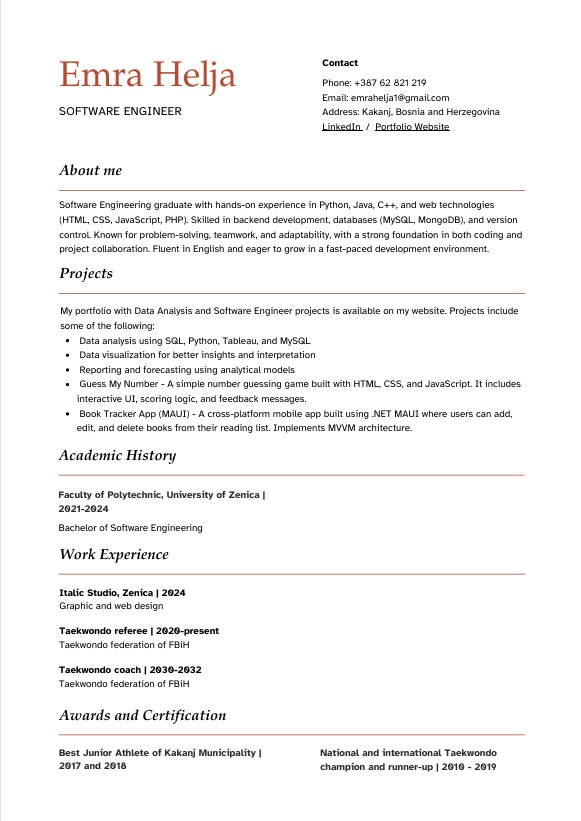 Emra Helja
SOFTWARE ENGINEER
Contact
Phone: +387 62 821 219
Email: emrahelja1@gmail.com
Address: Kakanj, Bosnia and Herzegovina
LinkedIn / Portfolio Website
About me
Software Engineering graduate with hands-on experience in Python, Java, C++, and web technologies
(HTML, CSS, JavaScript, PHP). Skilled in backend development, databases (MySQL, MongoDB), and version
control. Known for problem-solving, teamwork, and adaptability, with a strong foundation in both coding and
project collaboration. Fluent in English and eager to grow in a fast-paced development environment.
Projects
My portfolio with Data Analysis and Software Engineer projects is available on my website. Projects include
some of the following:
• Data analysis using SQL, Python, Tableau, and MySQL
• Data visualization for better insights and interpretation
• Reporting and forecasting using analytical models
• Guess My Number - A simple number guessing game built with HTML, CSS, and JavaScript. It includes
interactive UI, scoring logic, and feedback messages.
• Book Tracker App (MAUI) - A cross-platform mobile app built using .NET MAUI where users can add,
edit, and delete books from their reading list. Implements MVVM architecture.
Academic History
Faculty of Polytechnic, University of Zenica |
2021-2024
Bachelor of Software Engineering
Work Experience
Italic Studio, Zenica | 2024
Graphic and web design
Taekwondo referee | 2020-present
Taekwondo federation of FBiH
Taekwondo coach | 2030-2032
Taekwondo federation of FBiH
Awards and Certification
Best Junior Athlete of Kakanj Municipality |
2017 and 2018
National and international Taekwondo
champion and runner-up | 2010 - 2019